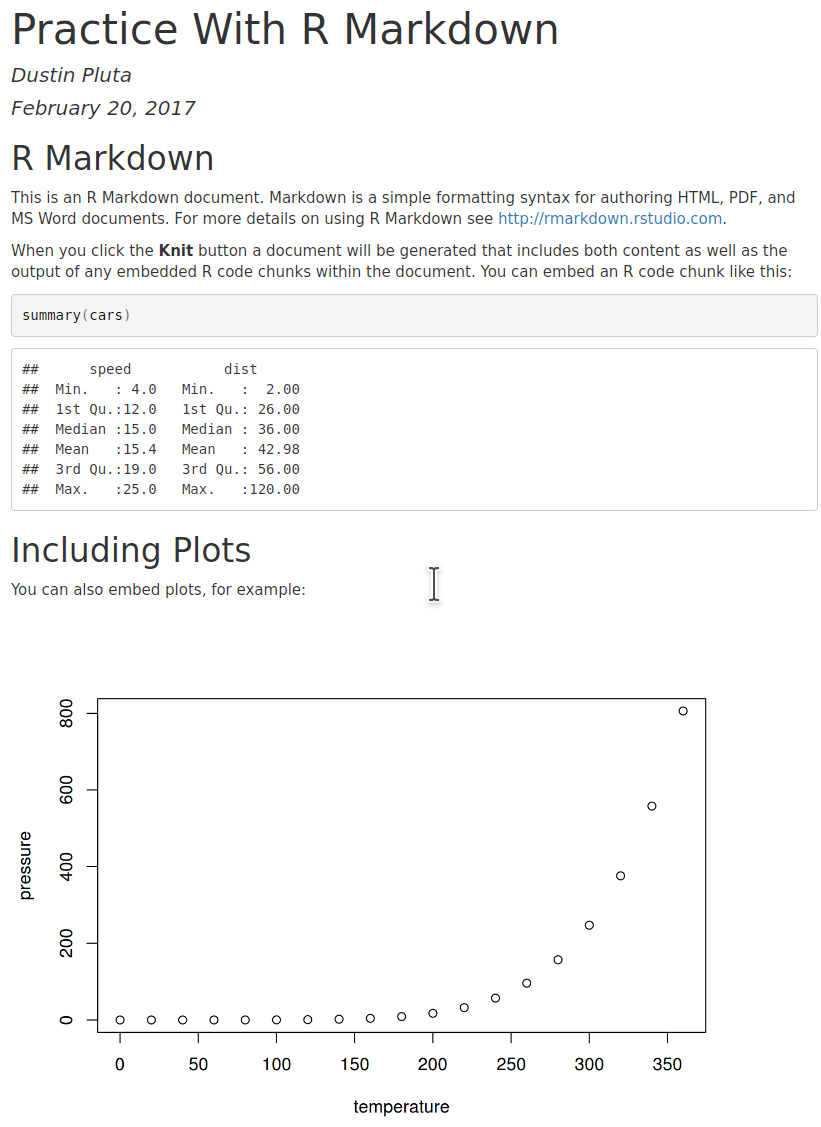 Practice With R Markdown
Dustin Pluta
February 20, 2017
R Markdown
This is an R Markdown document. Markdown is a simple formatting syntax for authoring HTML, PDF, and
MS Word documents. For more details on using R Markdown see http://rmarkdown.rstudio.com.
When you click the Knit button a document will be generated that includes both content as well as the
output of any embedded R code chunks within the document. You can embed an R code chunk like this:
summary(cars)
##      speed           dist
##  Min.   : 4.0   Min.   :  2.00
##  1st Qu.:12.0   1st Qu.: 26.00
##  Median :15.0   Median : 36.00
##  Mean   :15.4   Mean   : 42.98
##  3rd Qu.:19.0   3rd Qu.: 56.00
##  Max.   :25.0   Max.   :120.00
Including Plots
You can also embed plots, for example:
800
600
400
200
0
pressure
0 50 100 150 200 250 300 350
temperature